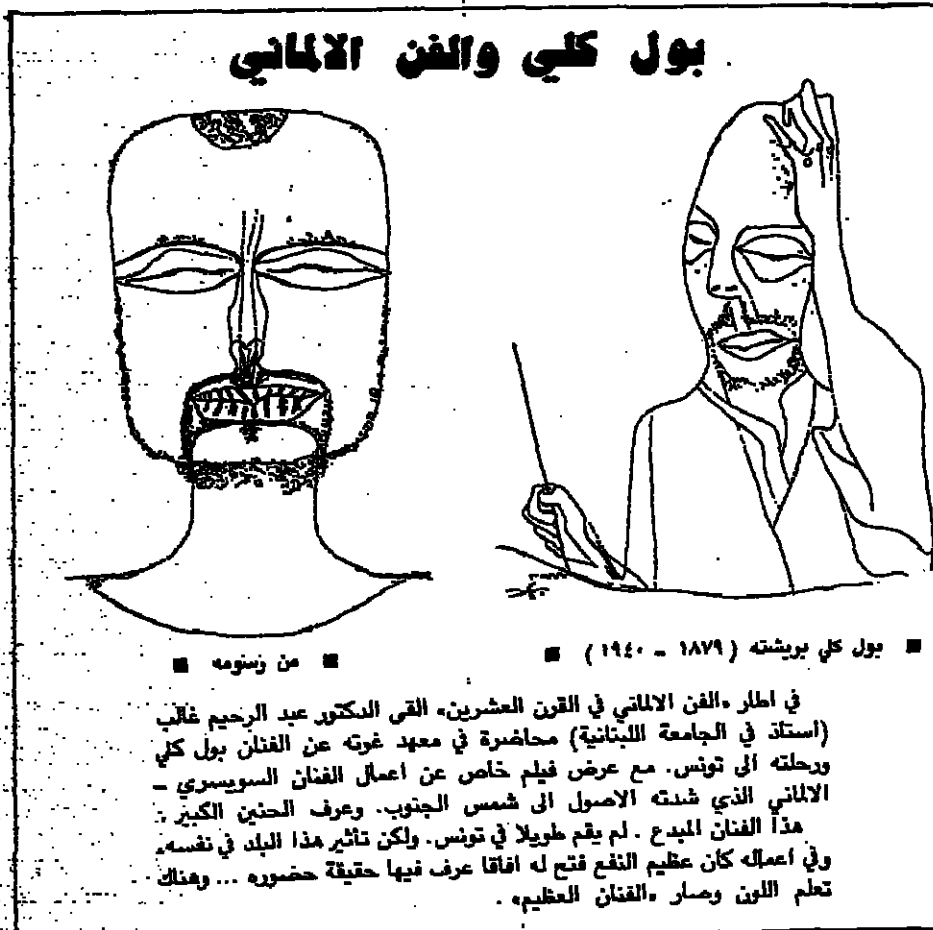 بول كلي والفن الالماني
■ بول كلي بريشته ( ١٨٧٩ - ١٩٤٠ ) ■
■ من رسومه ■
في اطار «الفن الالماني في القرن العشرين» القى الدكتور عبد الرحيم غالب
(استاذ في الجامعة اللبنانية) محاضرة في معهد غوته عن الفنان بول كلي
ورحلته الى تونس. مع عرض فيلم خاص عن اعمال الفنان السويسري -
الالماني الذي شدته الاصول الى شمس الجنوب. وعرف الحنين الكبير .
هذا الفنان المبدع . لم يقم طويلا في تونس. ولكن تأثير هذا البلد في نفسه.
وفي اعماله كان عظيم النفع فتح له افاقا عرف فيها حقيقة حضوره ... وهناك
تعلم اللون وصار «الفنان العظيم» .